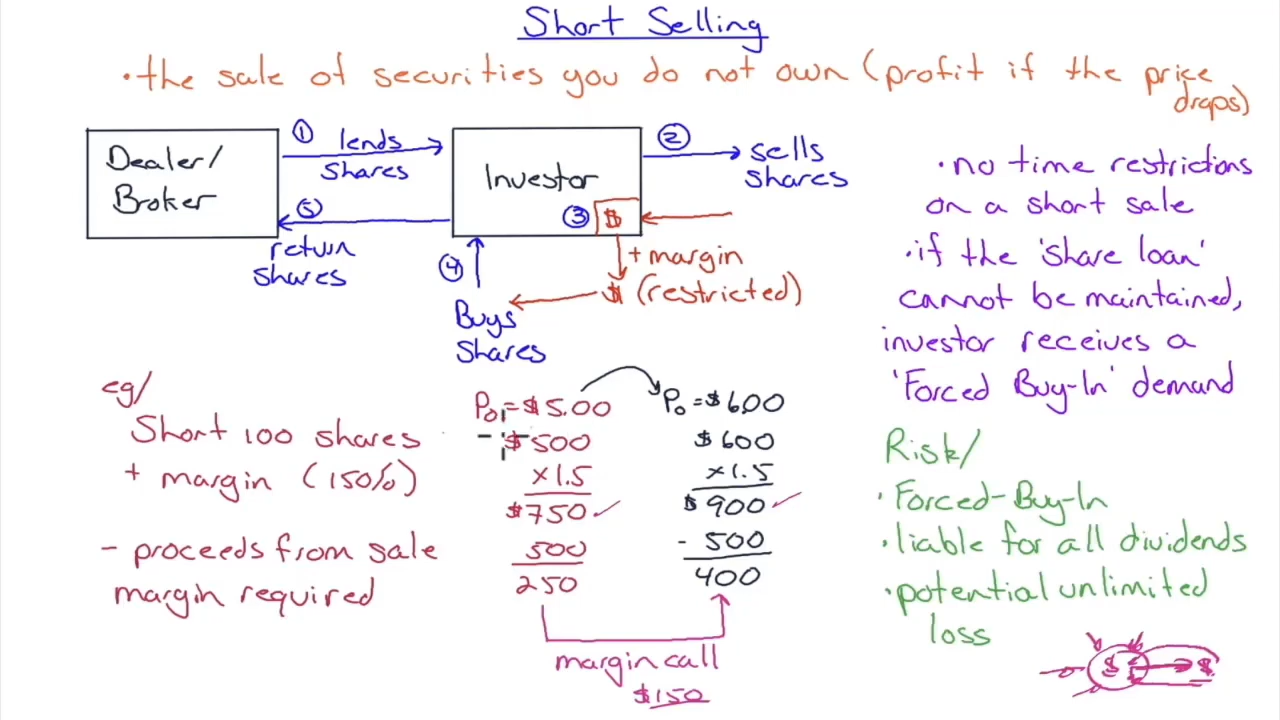 Short Selling
• the sale of securities you do not own (profit if the price
drops)
Dealer/
Broker
① lends
shares
Investor
② sells
shares
③ $
⑤
return
shares
④
Buys
Shares
+ margin
$ (restricted)
• no time restrictions
on a short sale
• if the 'share loan'
cannot be maintained,
investor receives a
'Forced Buy-In' demand
eg/
Short 100 shares
+ margin (150%)
- proceeds from sale
margin required
P₀ = $5.00
$500
x 1.5
$750 ✓
500
250
P₀ = $6.00
$600
x 1.5
$900 ✓
- 500
400
margin call
$150
Risk/
• Forced-Buy-In
• liable for all dividends
• potential unlimited
loss
$ $